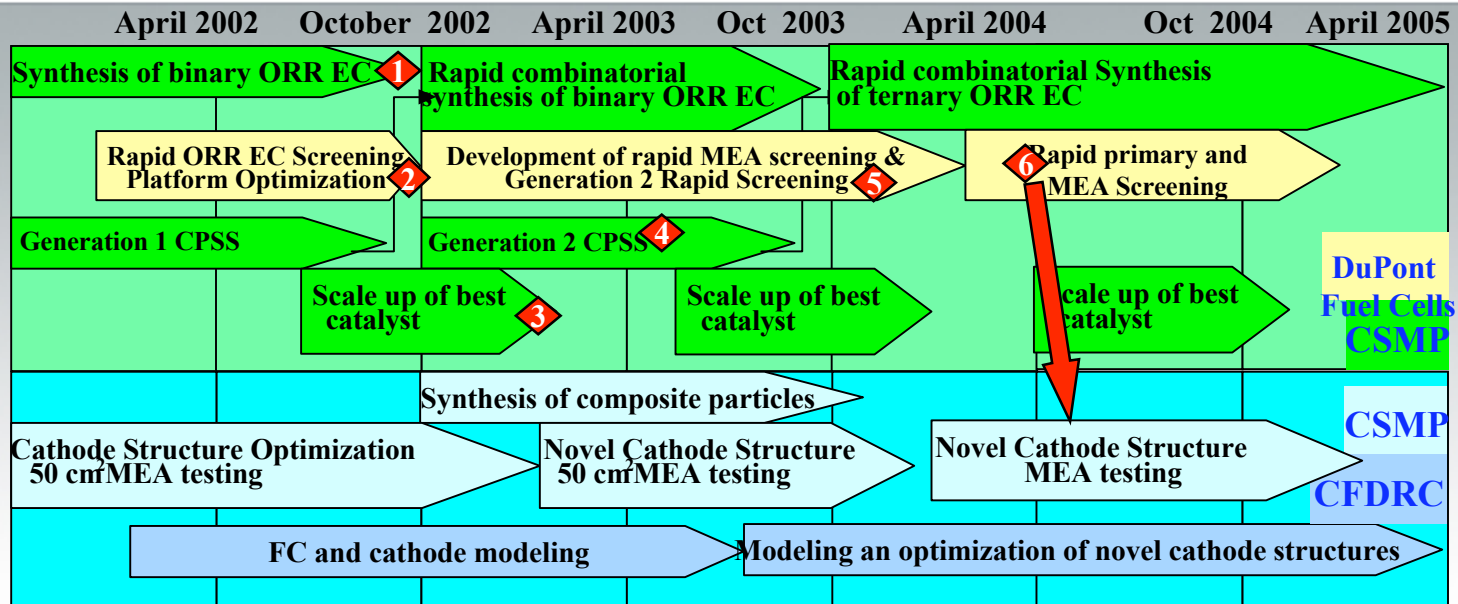 April 2002 October 2002 April 2003 Oct 2003 April 2004 Oct 2004 April 2005
Synthesis of binary ORR EC
1
Rapid combinatorial
synthesis of binary ORR EC
Rapid combinatorial Synthesis
of ternary ORR EC
Rapid ORR EC Screening
Platform Optimization
2
Development of rapid MEA screening &
Generation 2 Rapid Screening
5
6
Rapid primary and
MEA Screening
Generation 1 CPSS
Generation 2 CPSS
4
Scale up of best
catalyst
3
Scale up of best
catalyst
cale up of best
catalyst
DuPont
Fuel Cells
CSMP
Synthesis of composite particles
Cathode Structure Optimization
50 cm2MEA testing
Novel Cathode Structure
50 cm2MEA testing
Novel Cathode Structure
MEA testing
CSMP
CFDRC
FC and cathode modeling
Modeling an optimization of novel cathode structures